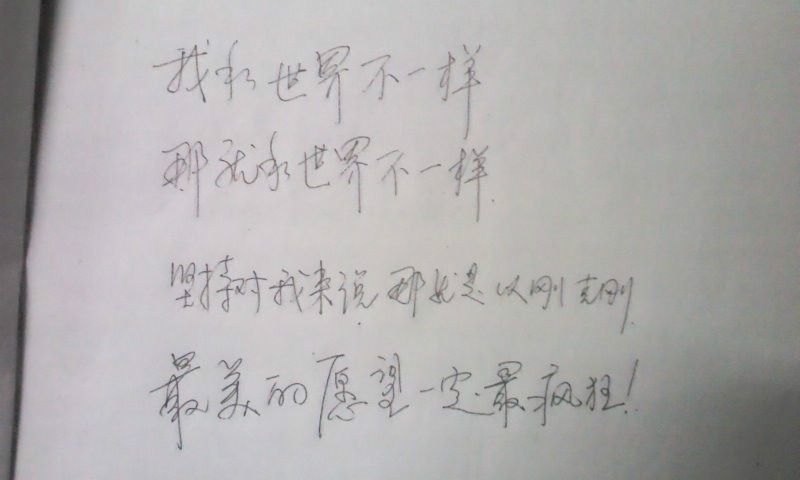 我和世界不一样
那就和世界不一样
坚持对我来说 那就是以刚克刚
最美的愿望一定最疯狂！